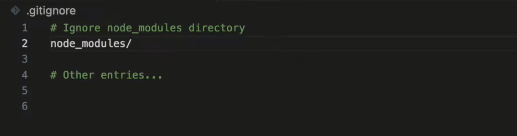 .gitignore
1 # Ignore node_modules directory
2 node_modules/
3
4 # Other entries...
5
6